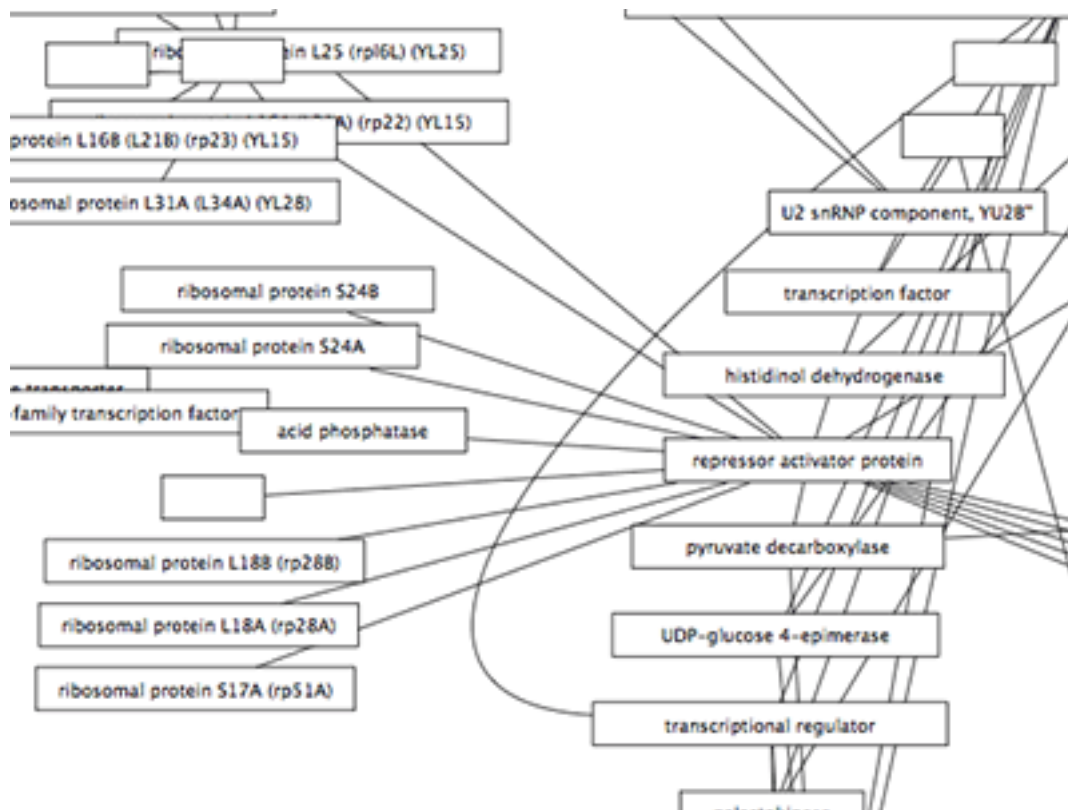 ein L25 (rpl6L) (YL25)
(rp22) (YL15)
protein L16B (L21B) (rp23) (YL15)
osomal protein L31A (L34A) (YL28)
U2 snRNP component, YU2B"
ribosomal protein S24B
transcription factor
ribosomal protein S24A
histidinol dehydrogenase
family transcription factor
acid phosphatase
repressor activator protein
pyruvate decarboxylase
ribosomal protein L18B (rp28B)
ribosomal protein L18A (rp28A)
UDP-glucose 4-epimerase
ribosomal protein S17A (rp51A)
transcriptional regulator